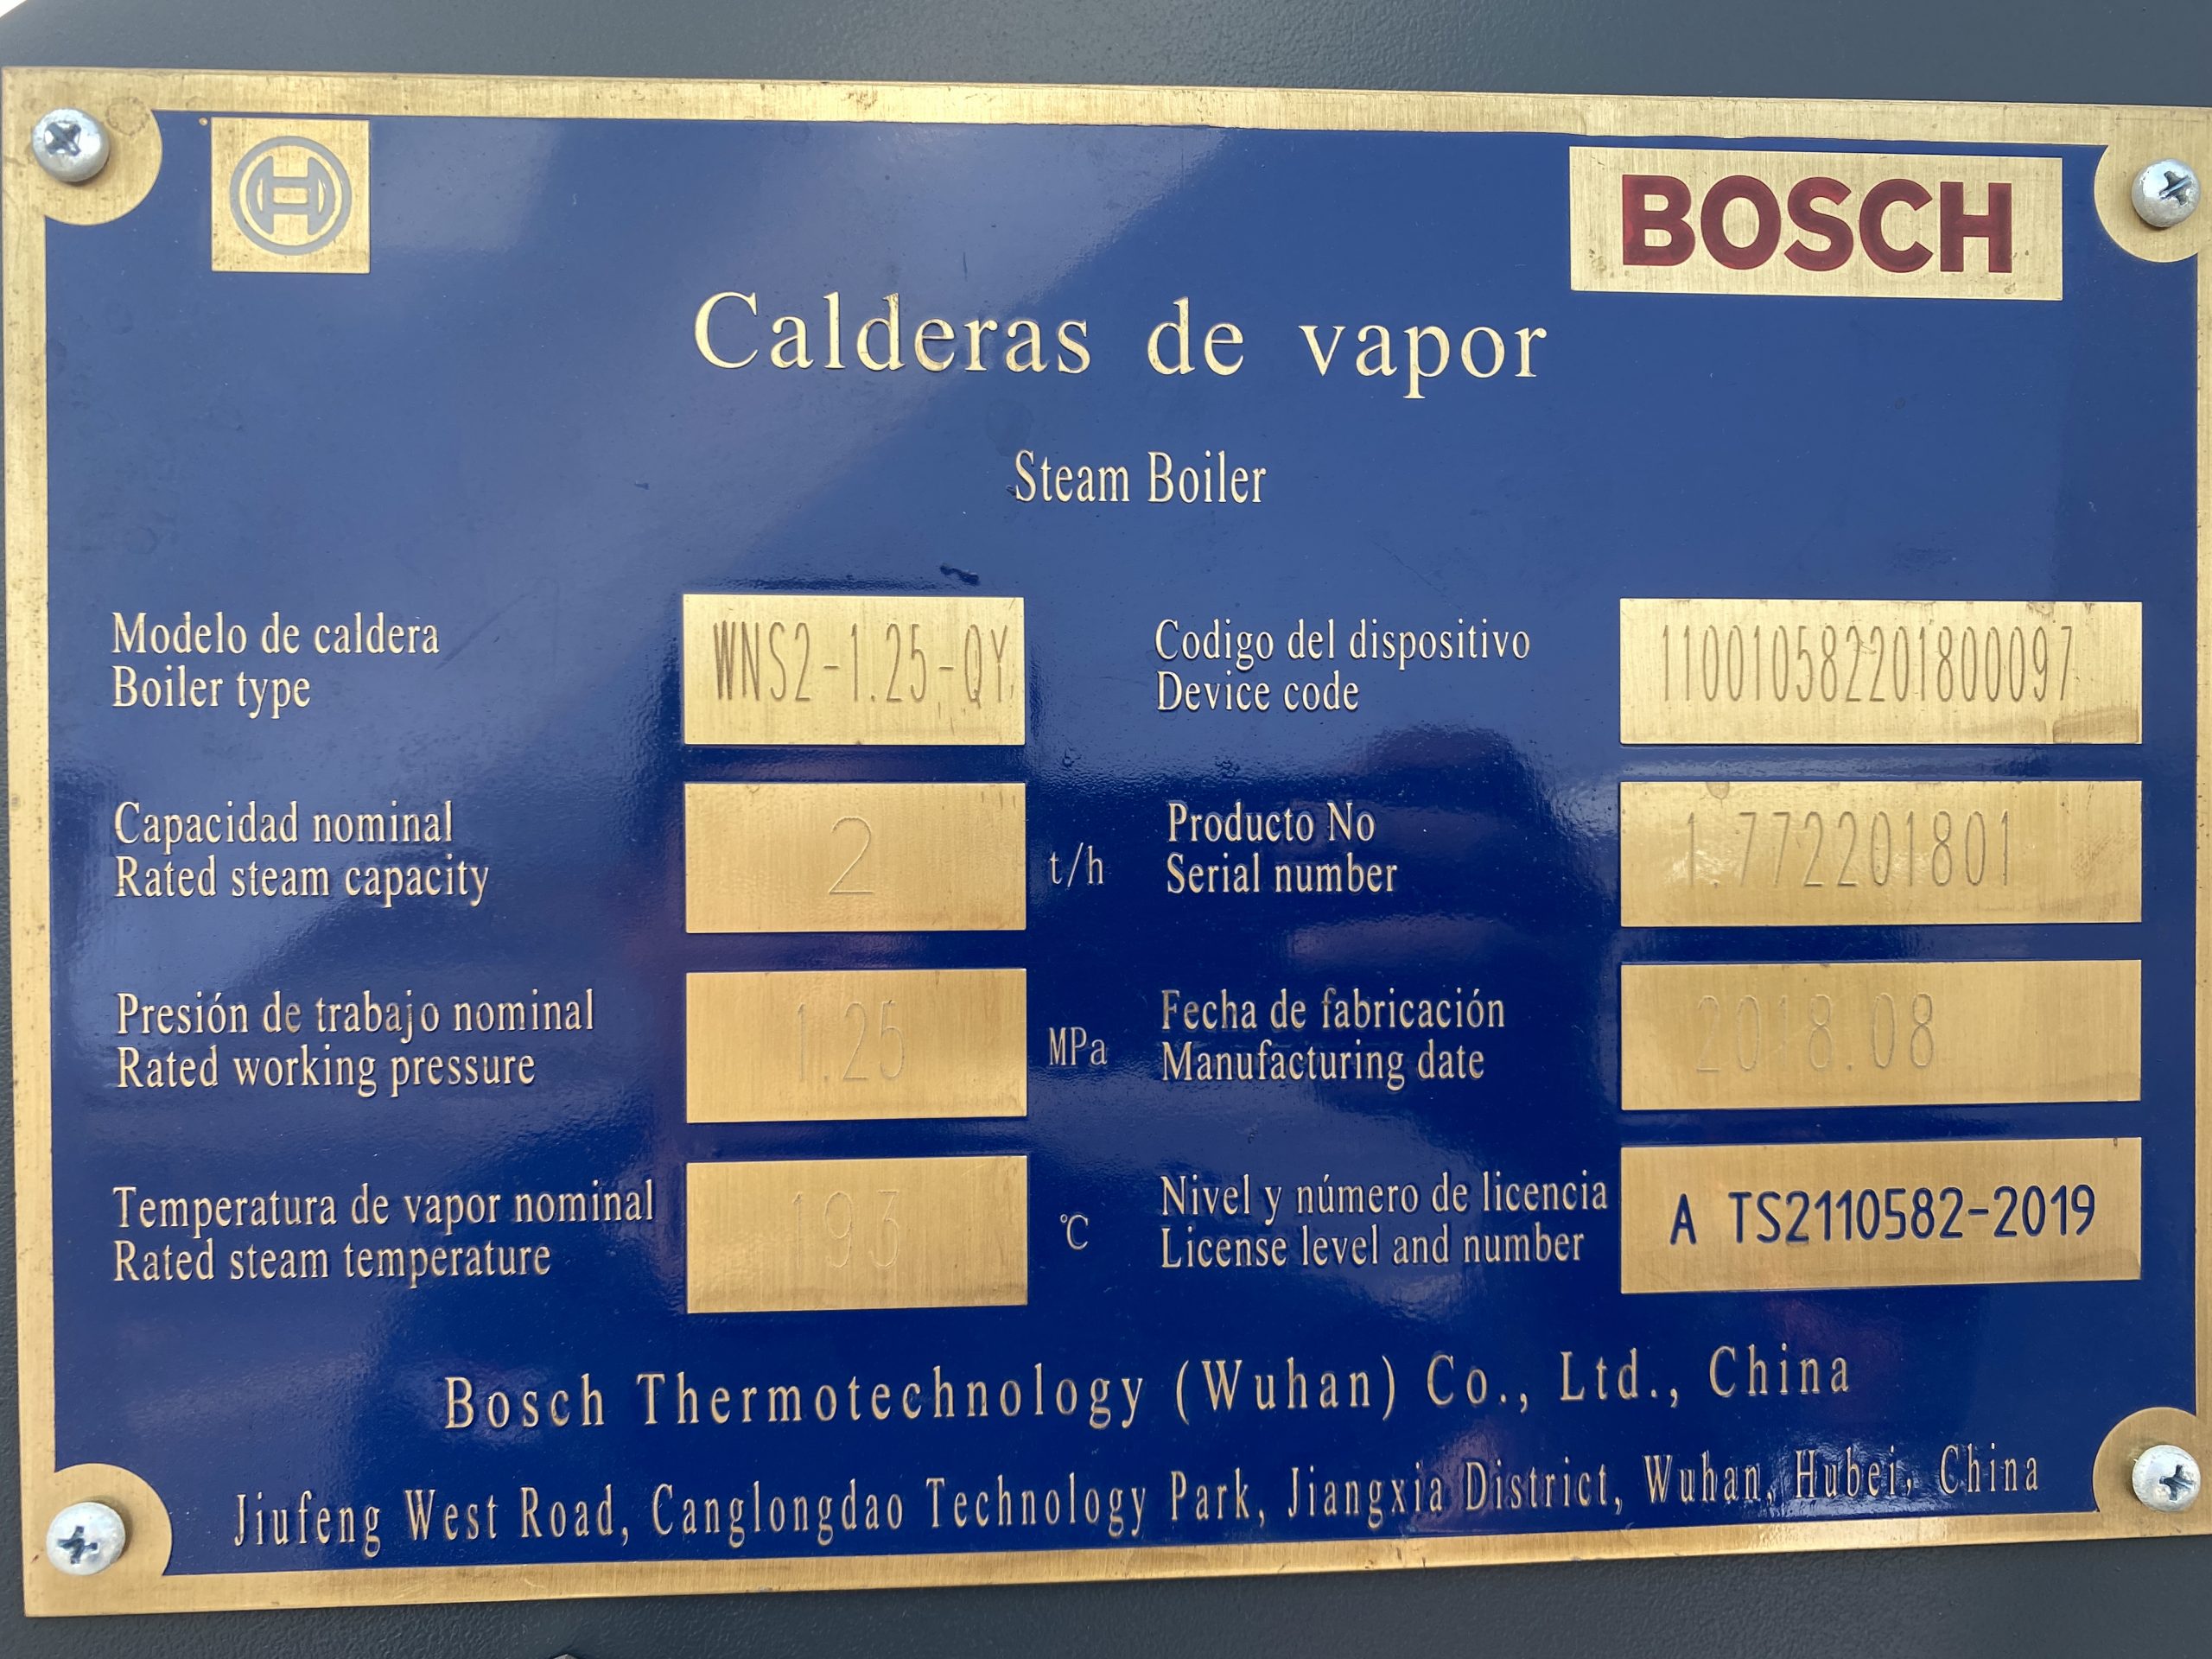 BOSCH
Calderas de vapor
Steam Boiler
Modelo de caldera
Boiler type
WNS2-1.25-QY.
Codigo del dispositivo
Device code
11001058220180 0097
Capacidad nominal
Rated steam capacity
2
t/h
Producto No
Serial number
1.772201801
Presión de trabajo nominal
Rated working pressure
1.25
MPa
Fecha de fabricación
Manufacturing date
2018.08
Temperatura de vapor nominal
Rated steam temperature
193
℃
Nivel y número de licencia
License level and number
A TS2110582-2019
Bosch Thermotechnology (Wuhan) Co., Ltd., China
Jiufeng West Road, Canglongdao Technology Park, Jiangxia District, Wuhan, Hubei, China